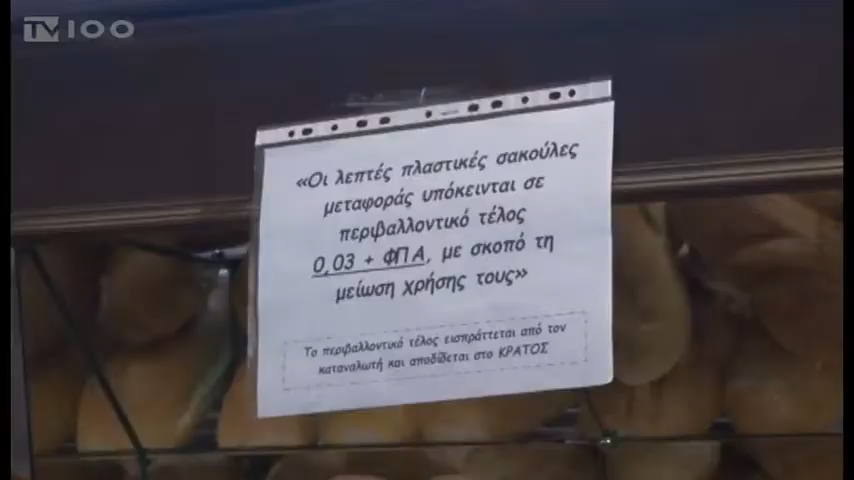 TV100
«Οι λεπτές πλαστικές σακούλες
μεταφοράς υπόκεινται σε
περιβαλλοντικό τέλος
0,03 + ΦΠΑ, με σκοπό τη
μείωση χρήσης τους»
Το περιβαλλοντικό τέλος εισπράττεται από τον
καταναλωτή και αποδίδεται στο ΚΡΑΤΟΣ